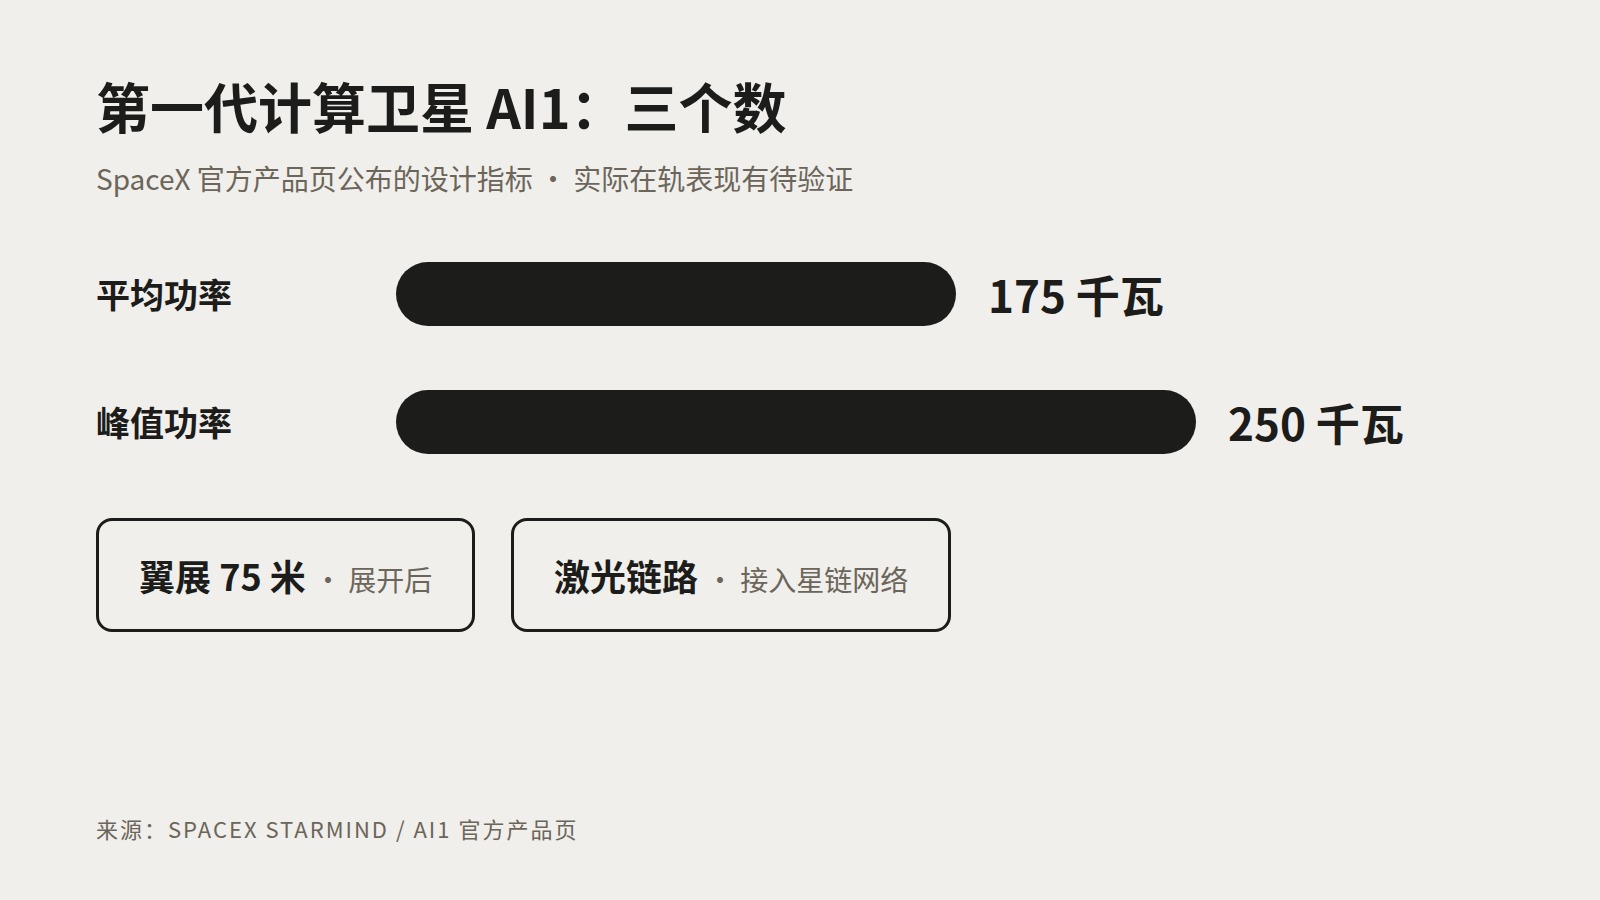 第一代计算卫星 AI1：三个数
SpaceX 官方产品页公布的设计指标 · 实际在轨表现有待验证
平均功率 175 千瓦
峰值功率 250 千瓦
翼展 75 米 · 展开后
激光链路 · 接入星链网络
来源：SPACEX STARMIND / AI1 官方产品页